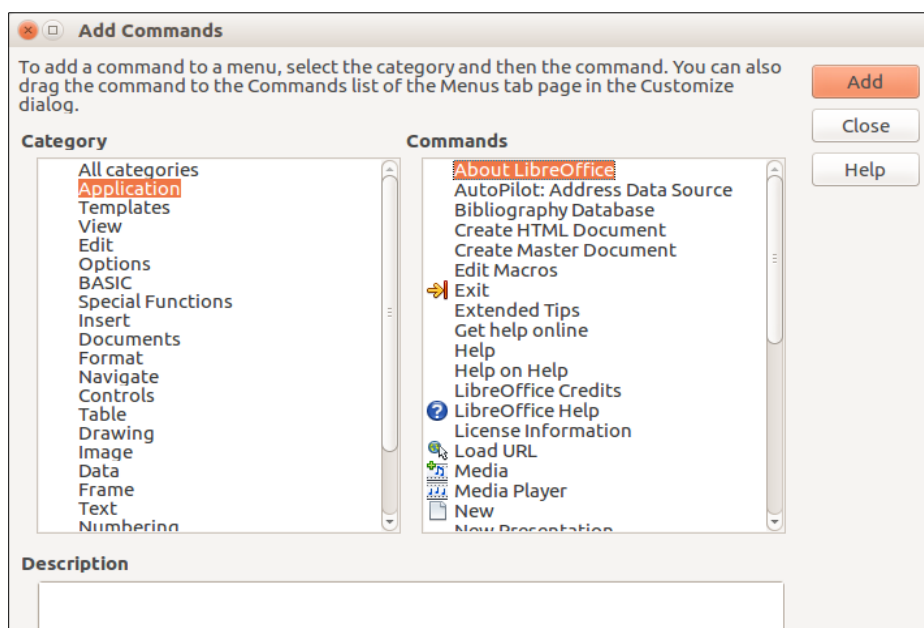 Add Commands
To add a command to a menu, select the category and then the command. You can also
drag the command to the Commands list of the Menus tab page in the Customize
dialog.
Add
Close
Help
Category
All categories
Application
Templates
View
Edit
Options
BASIC
Special Functions
Insert
Documents
Format
Navigate
Controls
Table
Drawing
Image
Data
Frame
Text
Numbering
Commands
About LibreOffice
AutoPilot: Address Data Source
Bibliography Database
Create HTML Document
Create Master Document
Edit Macros
Exit
Extended Tips
Get help online
Help
Help on Help
LibreOffice Credits
LibreOffice Help
License Information
Load URL
Media
Media Player
New
New Presentation
Description